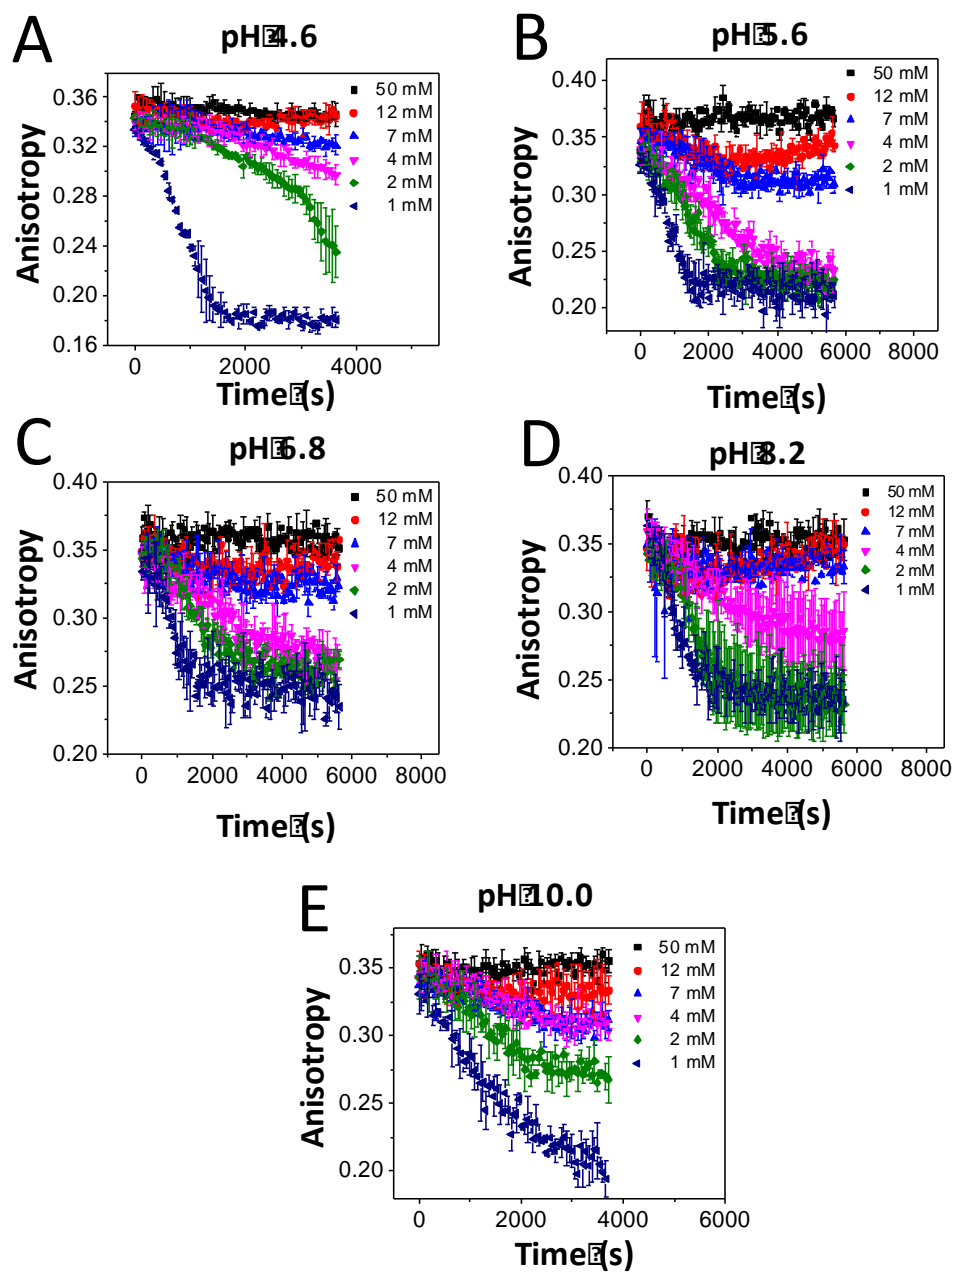 A
pH 4.6
Anisotropy
0.36
0.32
0.28
0.24
0.20
0.16
0
2000
4000
Time (s)
50 mM
12 mM
7 mM
4 mM
2 mM
1 mM
B
pH 5.6
Anisotropy
0.40
0.35
0.30
0.25
0.20
0
2000
4000
6000
8000
Time (s)
50 mM
12 mM
7 mM
4 mM
2 mM
1 mM
C
pH 6.8
Anisotropy
0.40
0.35
0.30
0.25
0.20
0
2000
4000
6000
8000
Time (s)
50 mM
12 mM
7 mM
4 mM
2 mM
1 mM
D
pH 8.2
Anisotropy
0.40
0.35
0.30
0.25
0.20
0
2000
4000
6000
8000
Time (s)
50 mM
12 mM
7 mM
4 mM
2 mM
1 mM
E
pH 10.0
Anisotropy
0.35
0.30
0.25
0.20
0
2000
4000
6000
Time (s)
50 mM
12 mM
7 mM
4 mM
2 mM
1 mM